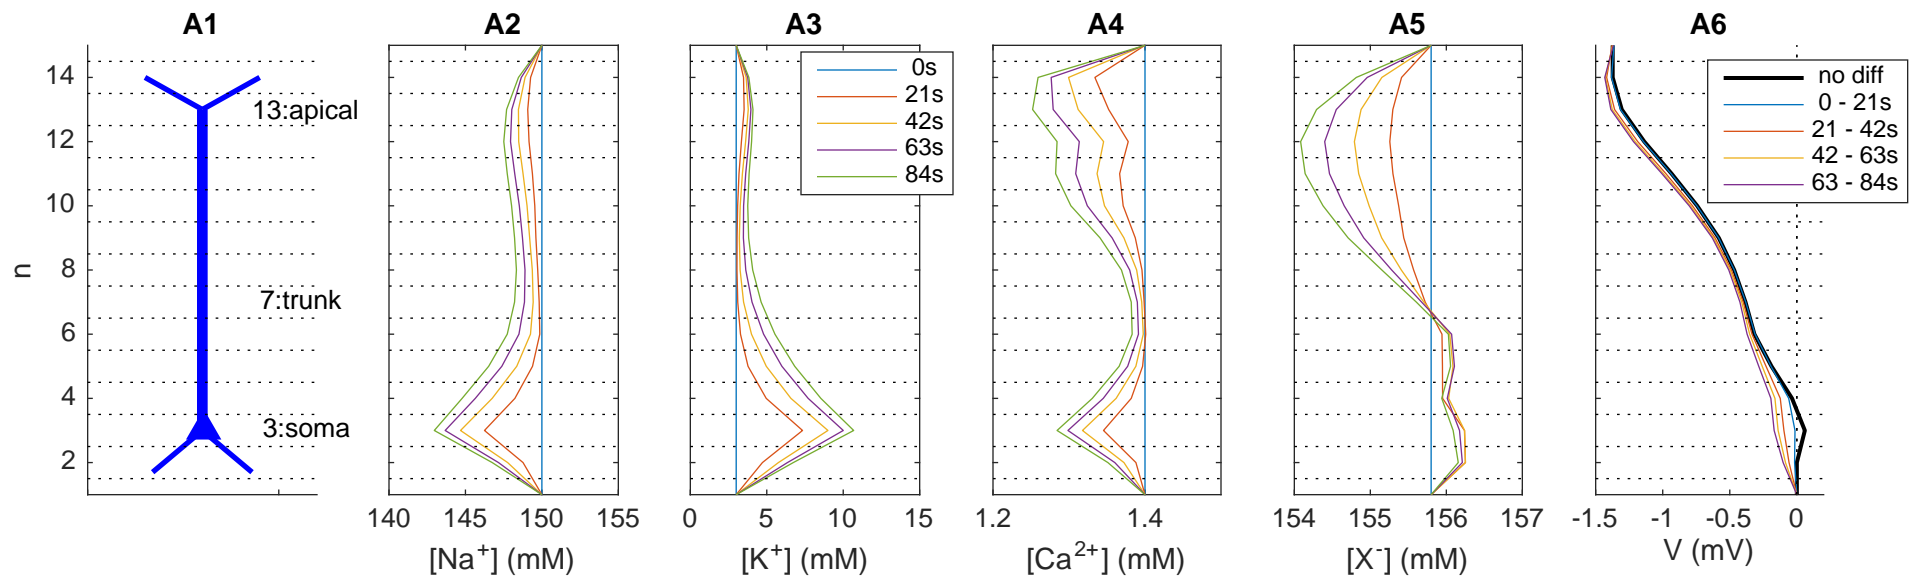 A1
A2
A3
A4
A5
A6
n
14
12
10
8
6
4
2
13:apical
7:trunk
3:soma
140
145
150
155
[Na+] (mM)
0s
21s
42s
63s
84s
0
5
10
15
[K+] (mM)
1.2
1.4
[Ca2+] (mM)
154
155
156
157
[X-] (mM)
no diff
0 - 21s
21 - 42s
42 - 63s
63 - 84s
-1.5
-1
-0.5
0
V (mV)